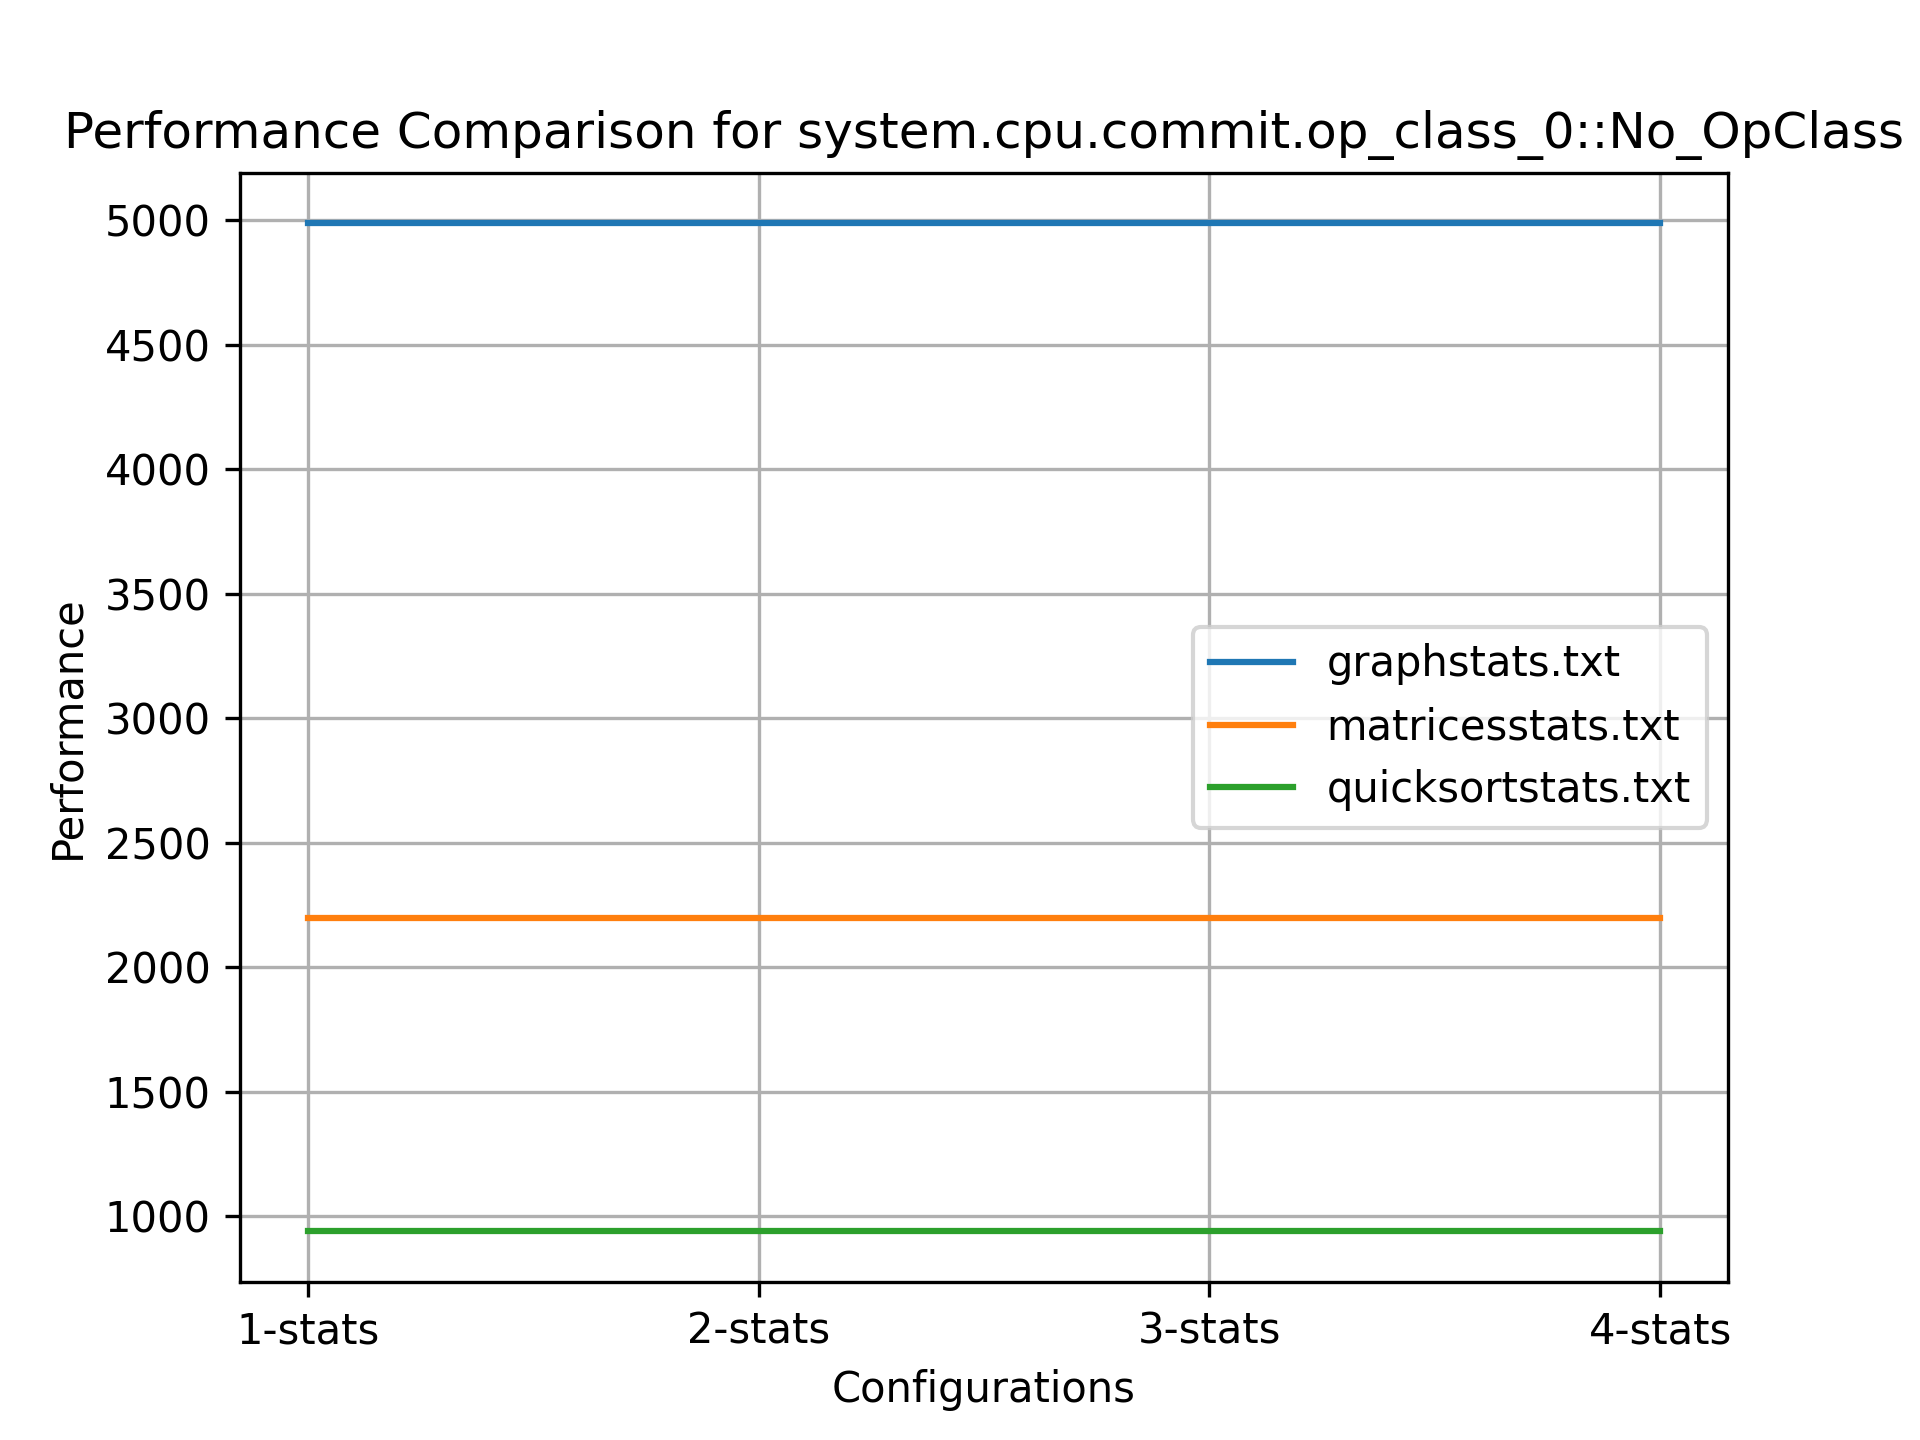 Performance Comparison for system.cpu.commit.op_class_0::No_OpClass
Performance
5000
4500
4000
3500
3000
2500
2000
1500
1000
graphstats.txt
matricesstats.txt
quicksortstats.txt
1-stats 2-stats 3-stats 4-stats
Configurations